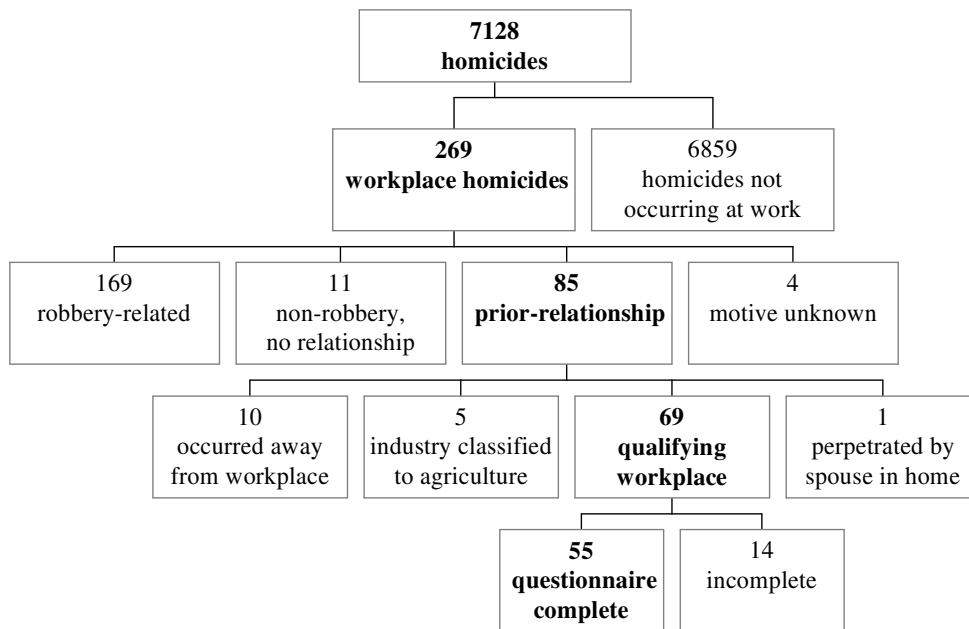 7128
homicides
269
workplace homicides
6859
homicides not
occurring at work
169
robbery-related
11
non-robbery,
no relationship
85
prior-relationship
4
motive unknown
10
occurred away
from workplace
5
industry classified
to agriculture
69
qualifying
workplace
1
perpetrated by
spouse in home
55
questionnaire
complete
14
incomplete